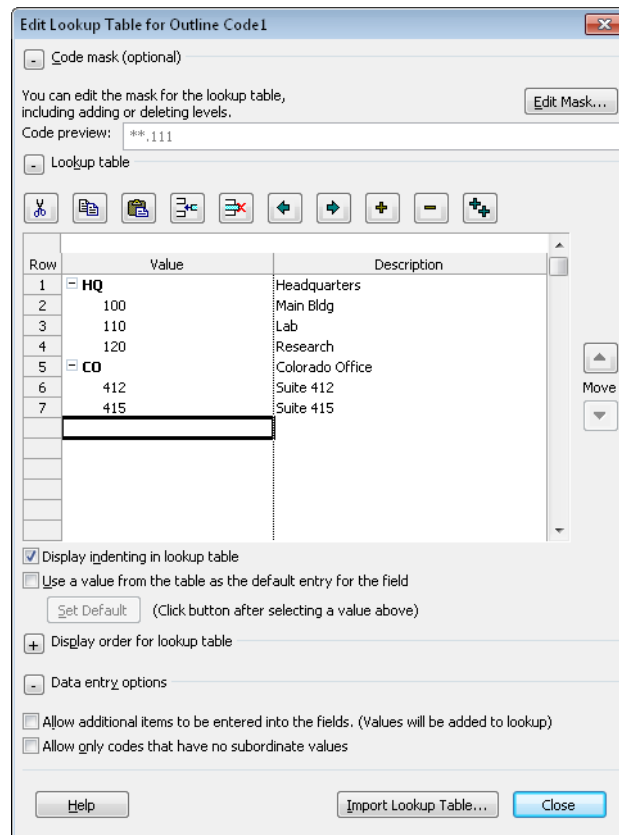 Edit Lookup Table for Outline Code1
- Code mask (optional)
You can edit the mask for the lookup table,
including adding or deleting levels.
Edit Mask...
Code preview: **.111
- Lookup table
Row Value Description
1 HQ Headquarters
2 100 Main Bldg
3 110 Lab
4 120 Research
5 CO Colorado Office
6 412 Suite 412
7 415 Suite 415
Move
Display indenting in lookup table
Use a value from the table as the default entry for the field
Set Default (Click button after selecting a value above)
+ Display order for lookup table
- Data entry options
Allow additional items to be entered into the fields. (Values will be added to lookup)
Allow only codes that have no subordinate values
Help Import Lookup Table... Close